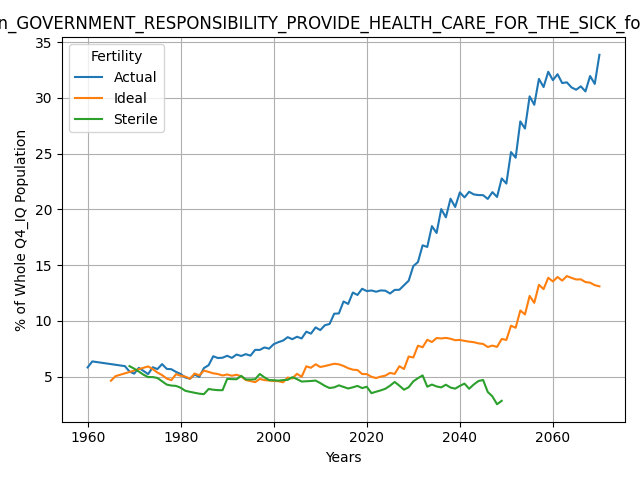 n_GOVERNMENT_RESPONSIBILITY_PROVIDE_HEALTH_CARE_FOR_THE_SICK_fo
Fertility
Actual
Ideal
Sterile
% of Whole Q4_IQ Population
35
30
25
20
15
10
5
1960 1980 2000 2020 2040 2060
Years